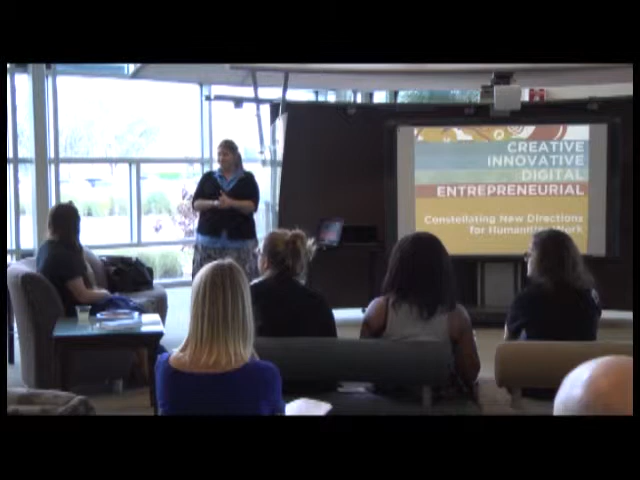 CREATIVE
INNOVATIVE
DIGITAL
ENTREPRENEURIAL
Constellating New Directions
for Humanities Work